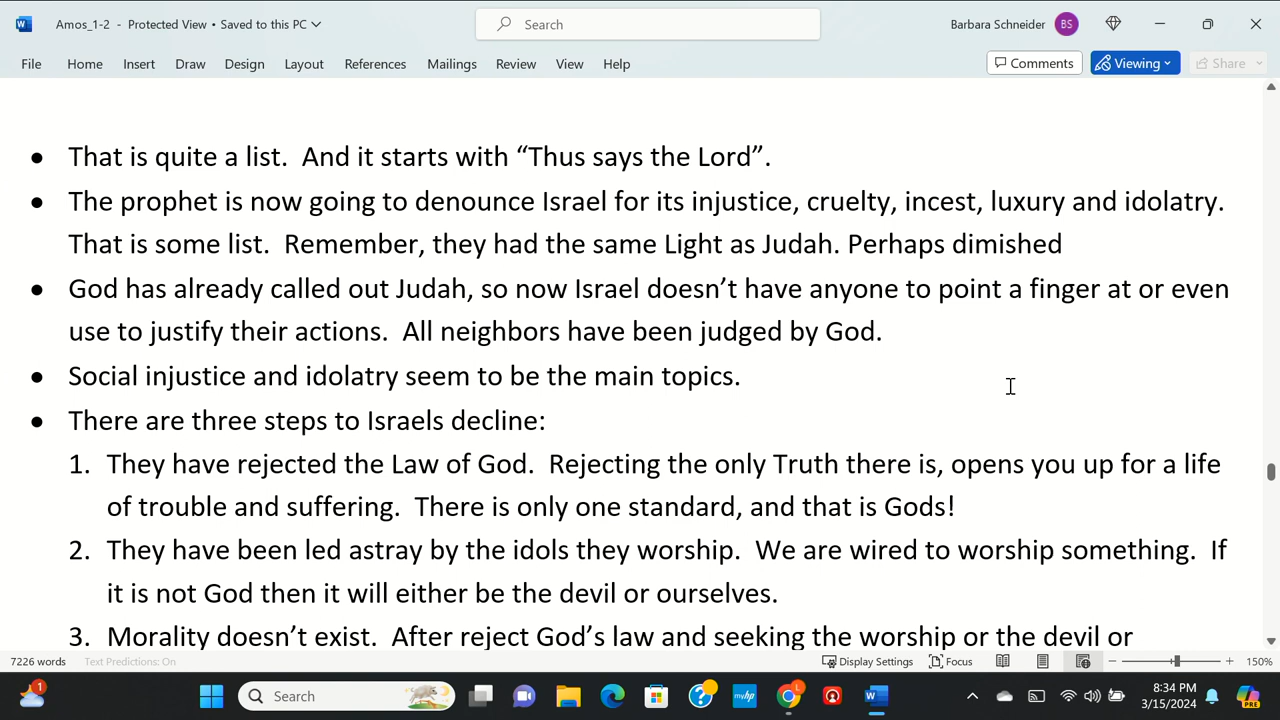 Amos_1-2 - Protected View • Saved to this PC
Search
Barbara Schneider
BS
File Home Insert Draw Design Layout References Mailings Review View Help
Comments Viewing Share
• That is quite a list. And it starts with “Thus says the Lord”.
• The prophet is now going to denounce Israel for its injustice, cruelty, incest, luxury and idolatry.
That is some list. Remember, they had the same Light as Judah. Perhaps dimished
• God has already called out Judah, so now Israel doesn’t have anyone to point a finger at or even
use to justify their actions. All neighbors have been judged by God.
• Social injustice and idolatry seem to be the main topics.
• There are three steps to Israels decline:
1. They have rejected the Law of God. Rejecting the only Truth there is, opens you up for a life
of trouble and suffering. There is only one standard, and that is Gods!
2. They have been led astray by the idols they worship. We are wired to worship something. If
it is not God then it will either be the devil or ourselves.
3. Morality doesn’t exist. After reject God’s law and seeking the worship or the devil or
7226 words Text Predictions: On Display Settings Focus 150%
1 Search myhp L PRE
8:34 PM
3/15/2024